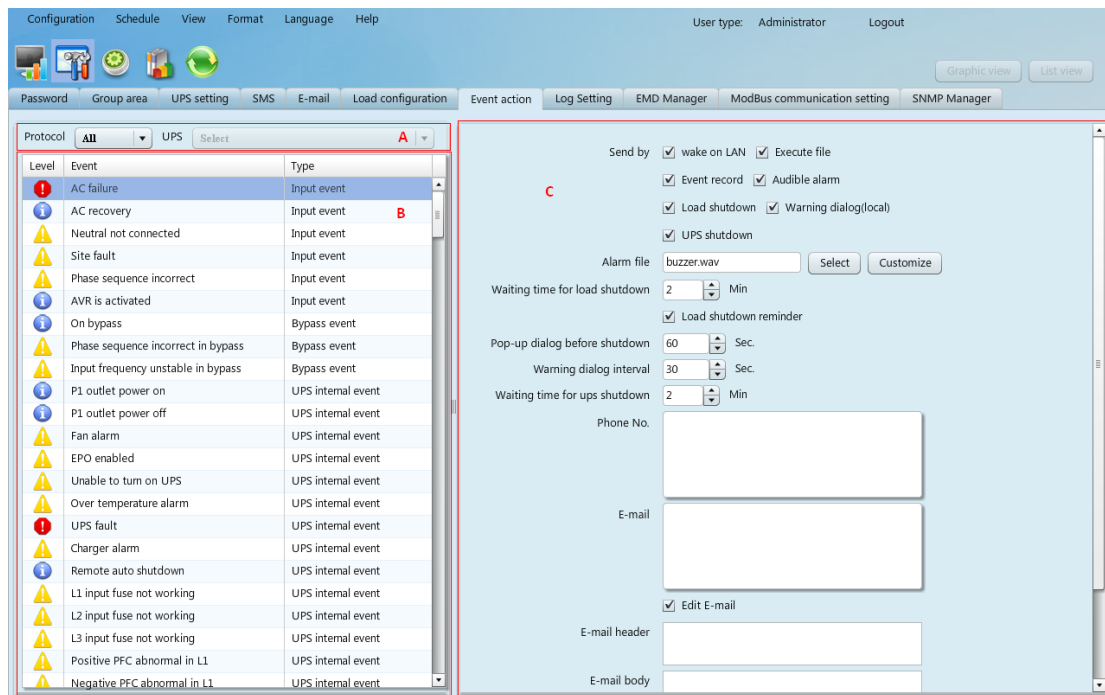 Configuration Schedule View Format Language Help User type: Administrator Logout
Graphic view List view
Password Group area UPS setting SMS E-mail Load configuration Event action Log Setting EMD Manager ModBus communication setting SNMP Manager
Protocol All UPS Select A
Level Event Type
AC failure Input event
AC recovery Input event B
Neutral not connected Input event
Site fault Input event
Phase sequence incorrect Input event
AVR is activated Input event
On bypass Bypass event
Phase sequence incorrect in bypass Bypass event
Input frequency unstable in bypass Bypass event
P1 outlet power on UPS internal event
P1 outlet power off UPS internal event
Fan alarm UPS internal event
EPO enabled UPS internal event
Unable to turn on UPS UPS internal event
Over temperature alarm UPS internal event
UPS fault UPS internal event
Charger alarm UPS internal event
Remote auto shutdown UPS internal event
L1 input fuse not working UPS internal event
L2 input fuse not working UPS internal event
L3 input fuse not working UPS internal event
Positive PFC abnormal in L1 UPS internal event
Negative PFC abnormal in L1 UPS internal event
C
Send by wake on LAN Execute file
Event record Audible alarm
Load shutdown Warning dialog(local)
UPS shutdown
Alarm file buzzer.wav Select Customize
Waiting time for load shutdown 2 Min
Load shutdown reminder
Pop-up dialog before shutdown 60 Sec.
Warning dialog interval 30 Sec.
Waiting time for ups shutdown 2 Min
Phone No.
E-mail
Edit E-mail
E-mail header
E-mail body